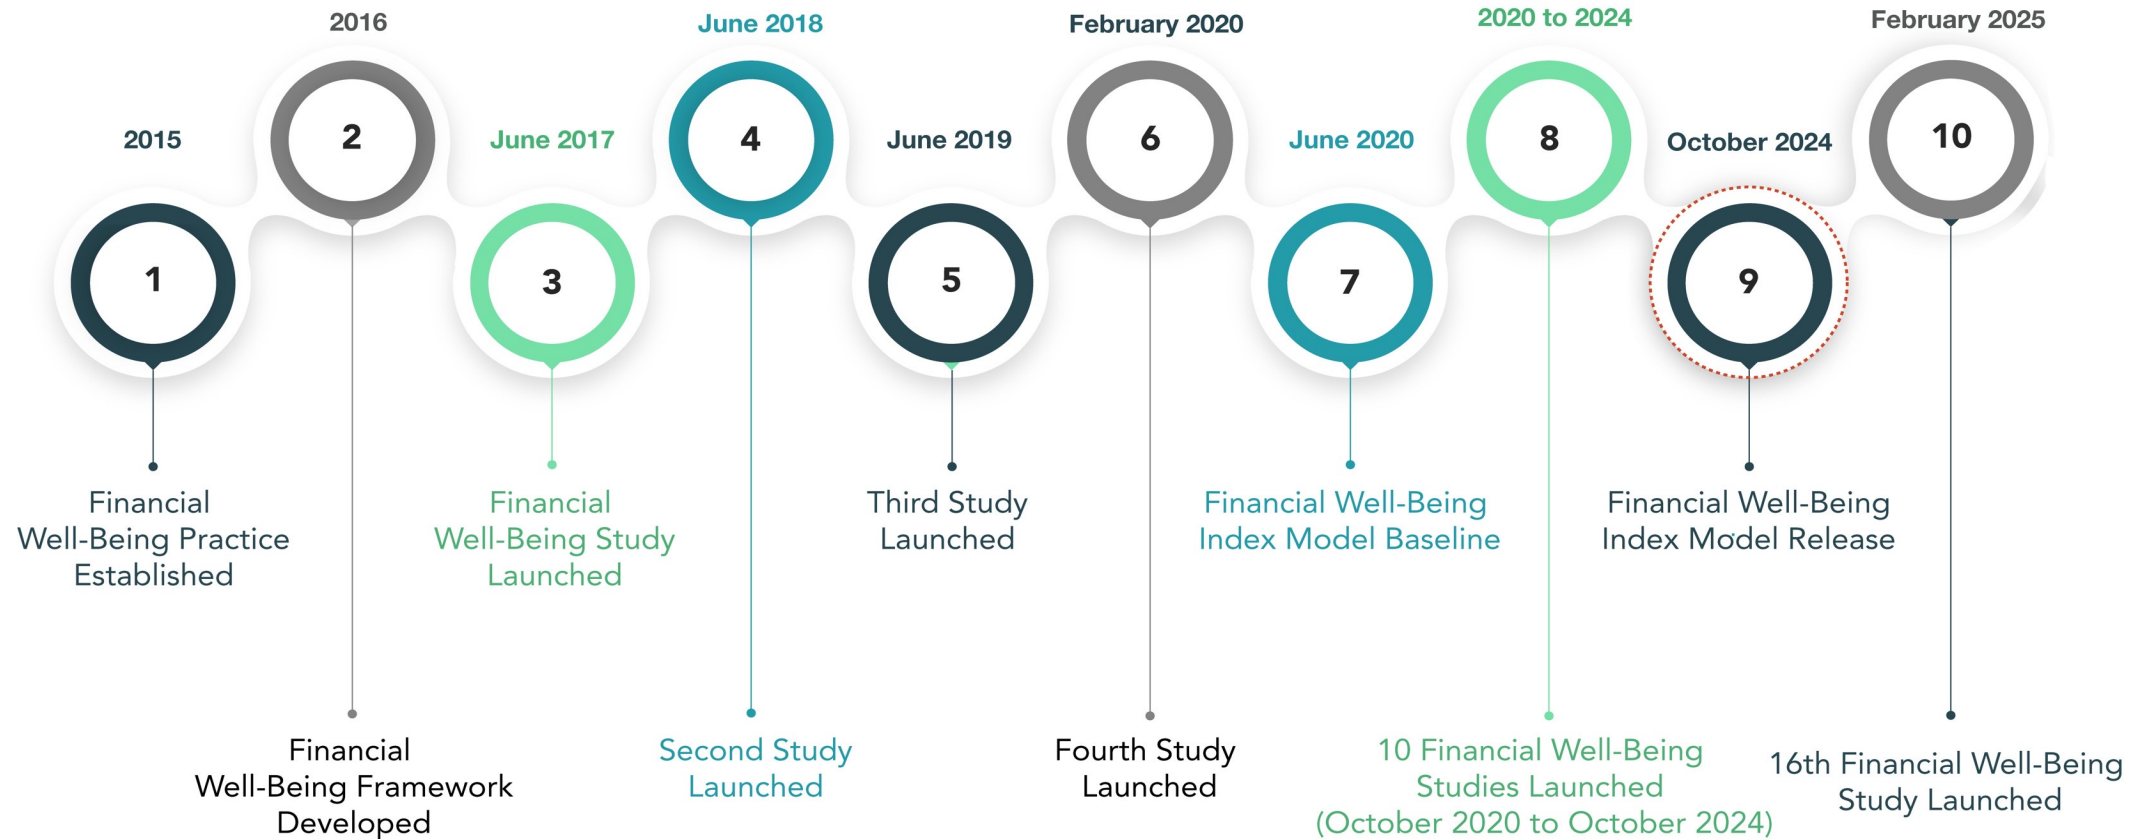 2015
1
Financial
Well-Being Practice
Established
2016
2
Financial
Well-Being Framework
Developed
June 2017
3
Financial
Well-Being Study
Launched
June 2018
4
Second Study
Launched
June 2019
5
Third Study
Launched
February 2020
6
Fourth Study
Launched
June 2020
7
Financial Well-Being
Index Model Baseline
2020 to 2024
8
10 Financial Well-Being
Studies Launched
(October 2020 to October 2024)
October 2024
9
Financial Well-Being
Index Model Release
February 2025
10
16th Financial Well-Being
Study Launched